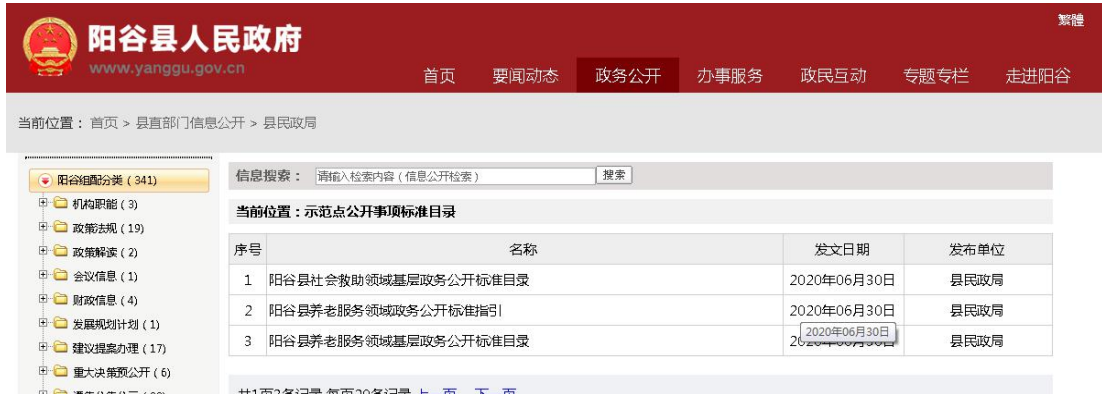 繁體
阳谷县人民政府
www.yanggu.gov.cn
首页 要闻动态 政务公开 办事服务 政民互动 专题专栏 走进阳谷
当前位置： 首页 > 县直部门信息公开 > 县民政局
阳谷组配分类 ( 341)
机构职能 ( 3)
政策法规 ( 19)
政策解读 ( 2)
会议信息 ( 1)
财政信息 ( 4)
发展规划计划 ( 1)
建议提案办理 ( 17)
重大决策预公开 ( 6)
信息搜索： 请输入检索内容 ( 信息公开检索 ) 搜索
当前位置：示范点公开事项标准目录
序号 名称 发文日期 发布单位
1 阳谷县社会救助领域基层政务公开标准目录 2020年06月30日 县民政局
2 阳谷县养老服务领域政务公开标准指引 2020年06月30日 县民政局
2020年06月30日
3 阳谷县养老服务领域基层政务公开标准目录 2020年06月30日 县民政局